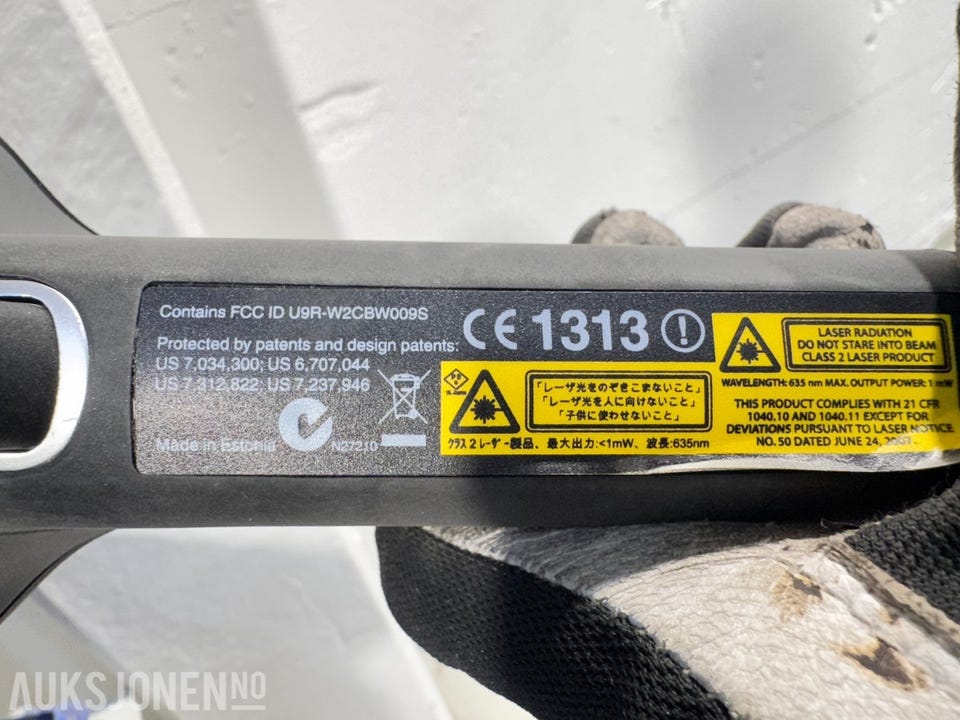 Contains FCC ID U9R-W2CBW009S
Protected by patents and design patents:
US 7.034,300; US 6,707,044
US 7.312,822; US 7,237,946
Made in Estonia
N27210
CE 1313
「レーザ光をのぞきこまないこと」
「レーザ光を人に向けないこと」
「子供に使わせないこと」
クラス2レーザー製品、最大出力:<1mW、波長:635nm
LASER RADIATION
DO NOT STARE INTO BEAM
CLASS 2 LASER PRODUCT
WAVELENGTH: 635 nm MAX. OUTPUT POWER: 1 mW
THIS PRODUCT COMPLIES WITH 21 CFR
1040.10 AND 1040.11 EXCEPT FOR
DEVIATIONS PURSUANT TO LASER NOTICE
NO. 50 DATED JUNE 24, 2007.
AUKSJONEN NO